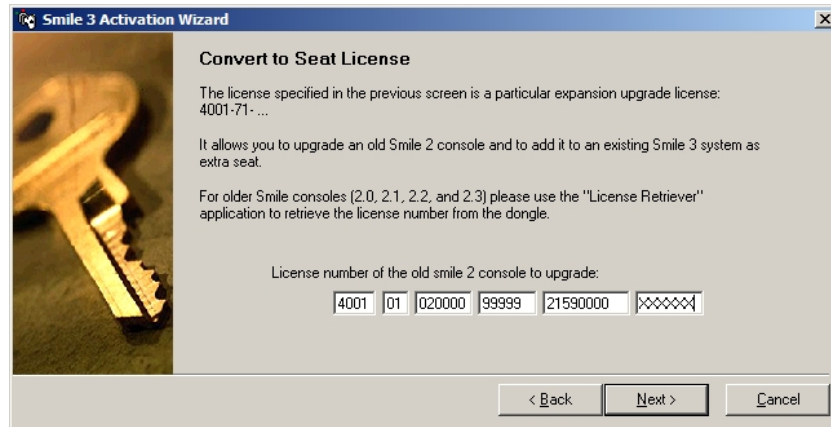 Smile 3 Activation Wizard
Convert to Seat License
The license specified in the previous screen is a particular expansion upgrade license:
4001-71- ...
It allows you to upgrade an old Smile 2 console and to add it to an existing Smile 3 system as
extra seat.
For older Smile consoles (2.0, 2.1, 2.2, and 2.3) please use the "License Retriever"
application to retrieve the license number from the dongle.
License number of the old smile 2 console to upgrade:
4001 01 020000 99999 21590000 XXXXXX
< Back Next > Cancel